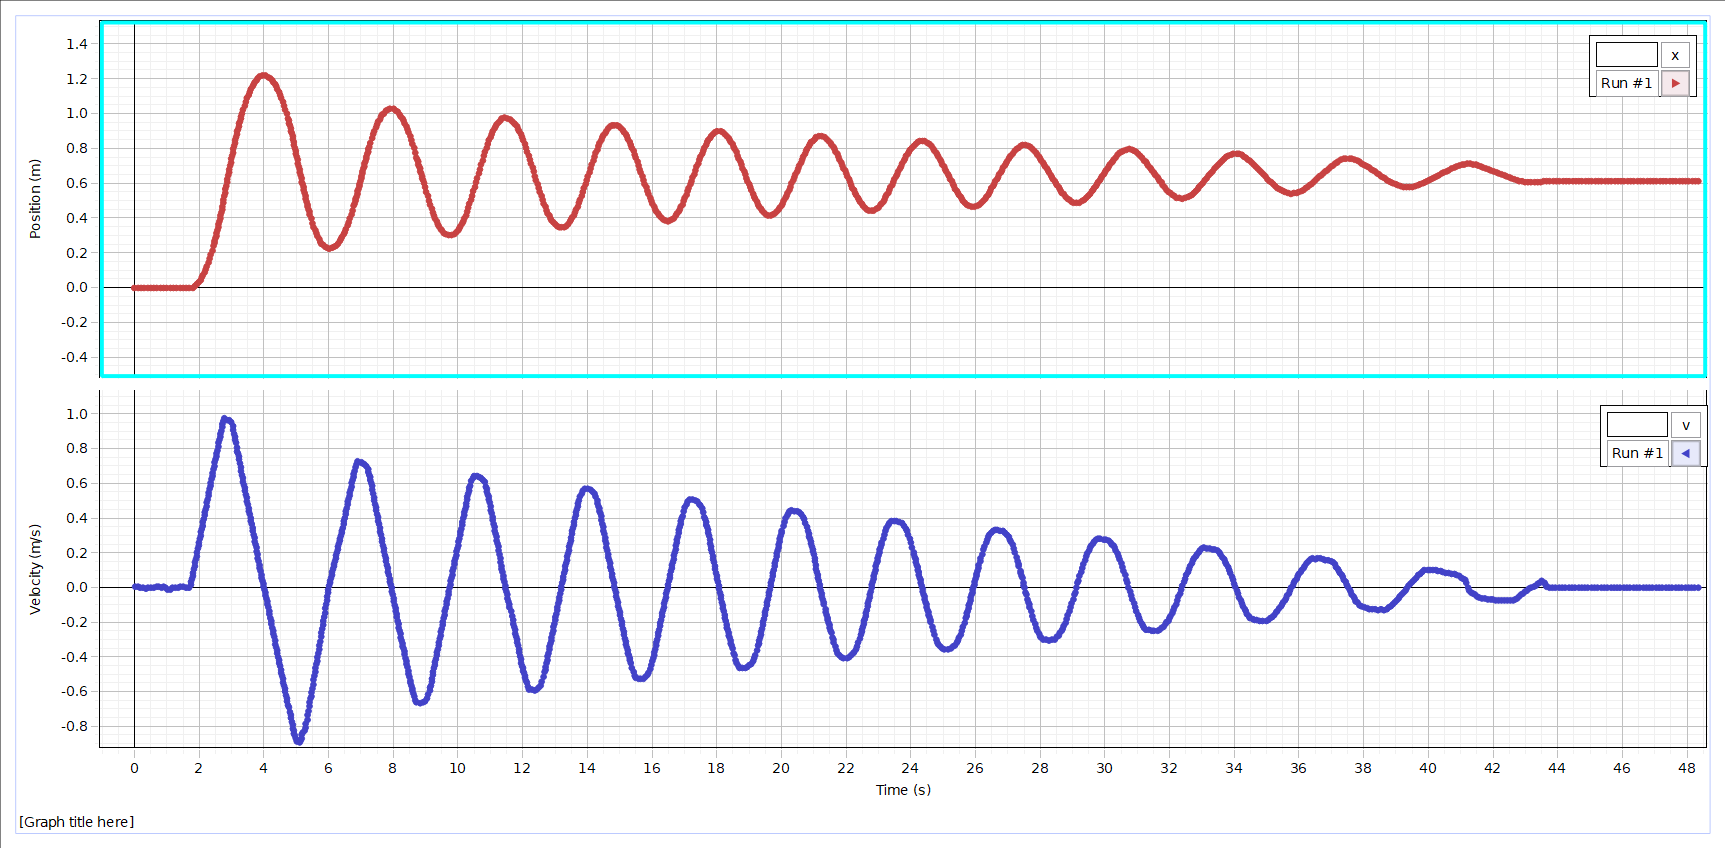 1.4
1.2
1.0
0.8
0.6
0.4
0.2
0.0
-0.2
-0.4
Position (m)
x
Run #1
1.0
0.8
0.6
0.4
0.2
0.0
-0.2
-0.4
-0.6
-0.8
Velocity (m/s)
v
Run #1
0 2 4 6 8 10 12 14 16 18 20 22 24 26 28 30 32 34 36 38 40 42 44 46 48
Time (s)
[Graph title here]